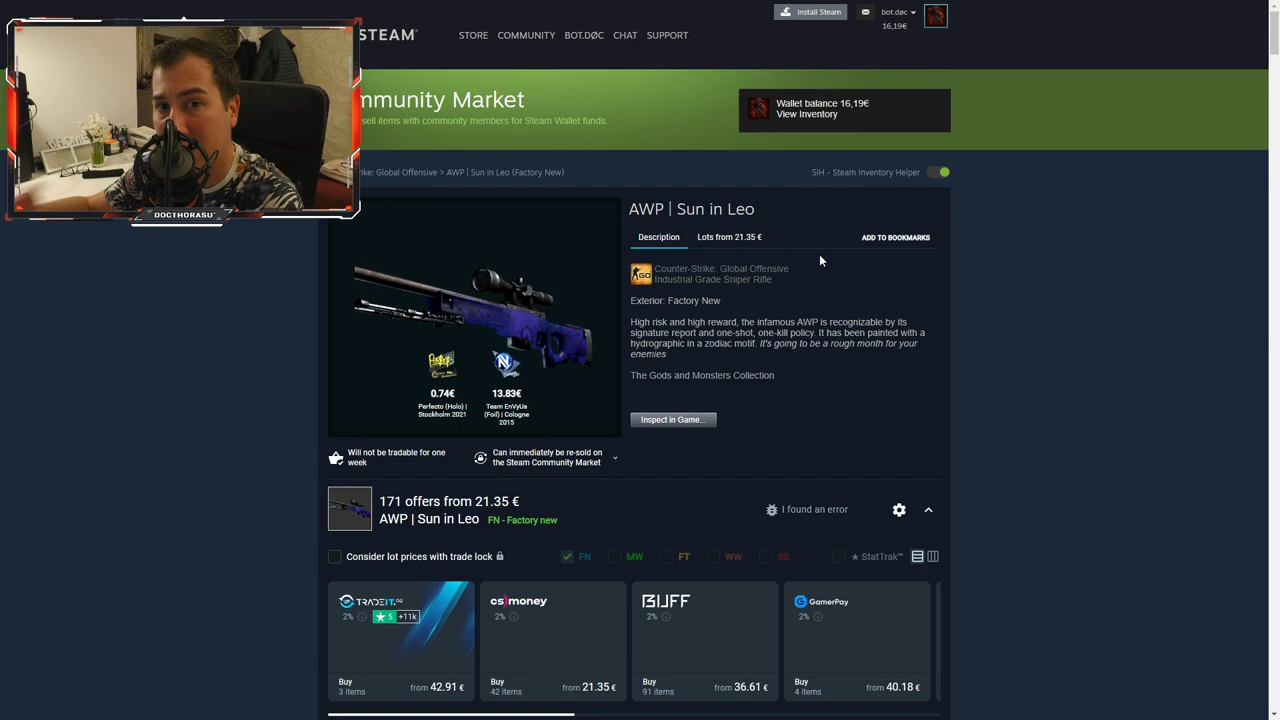 Install Steam
bot.døc
16,19€
STEAM®
STORE COMMUNITY BOT.DØC CHAT SUPPORT
mmunity Market
sell items with community members for Steam Wallet funds.
Wallet balance 16,19€
View Inventory
ike: Global Offensive > AWP | Sun in Leo (Factory New)
SIH - Steam Inventory Helper
DOCTHORASU
AWP | Sun in Leo
Description Lots from 21.35 €
ADD TO BOOKMARKS
Counter-Strike: Global Offensive
Industrial Grade Sniper Rifle
Exterior: Factory New
High risk and high reward, the infamous AWP is recognizable by its
signature report and one-shot, one-kill policy. It has been painted with a
hydrographic in a zodiac motif. It's going to be a rough month for your
enemies
The Gods and Monsters Collection
Inspect in Game...
0.74€
Perfecto (Holo) |
Stockholm 2021
13.83€
Team EnVyUs
(Foil) | Cologne
2015
Will not be tradable for one
week
Can immediately be re-sold on
the Steam Community Market
171 offers from 21.35 €
AWP | Sun in Leo FN - Factory new
I found an error
Consider lot prices with trade lock
FN MW FT WW BS ★ StatTrak™
TRADEIT.GG
2% ★ 5 +11k
Buy
3 items
from 42.91 €
cs)money
2%
Buy
42 items
from 21.35 €
BUFF
2%
Buy
91 items
from 36.61 €
GamerPay
2%
Buy
4 items
from 40.18 €